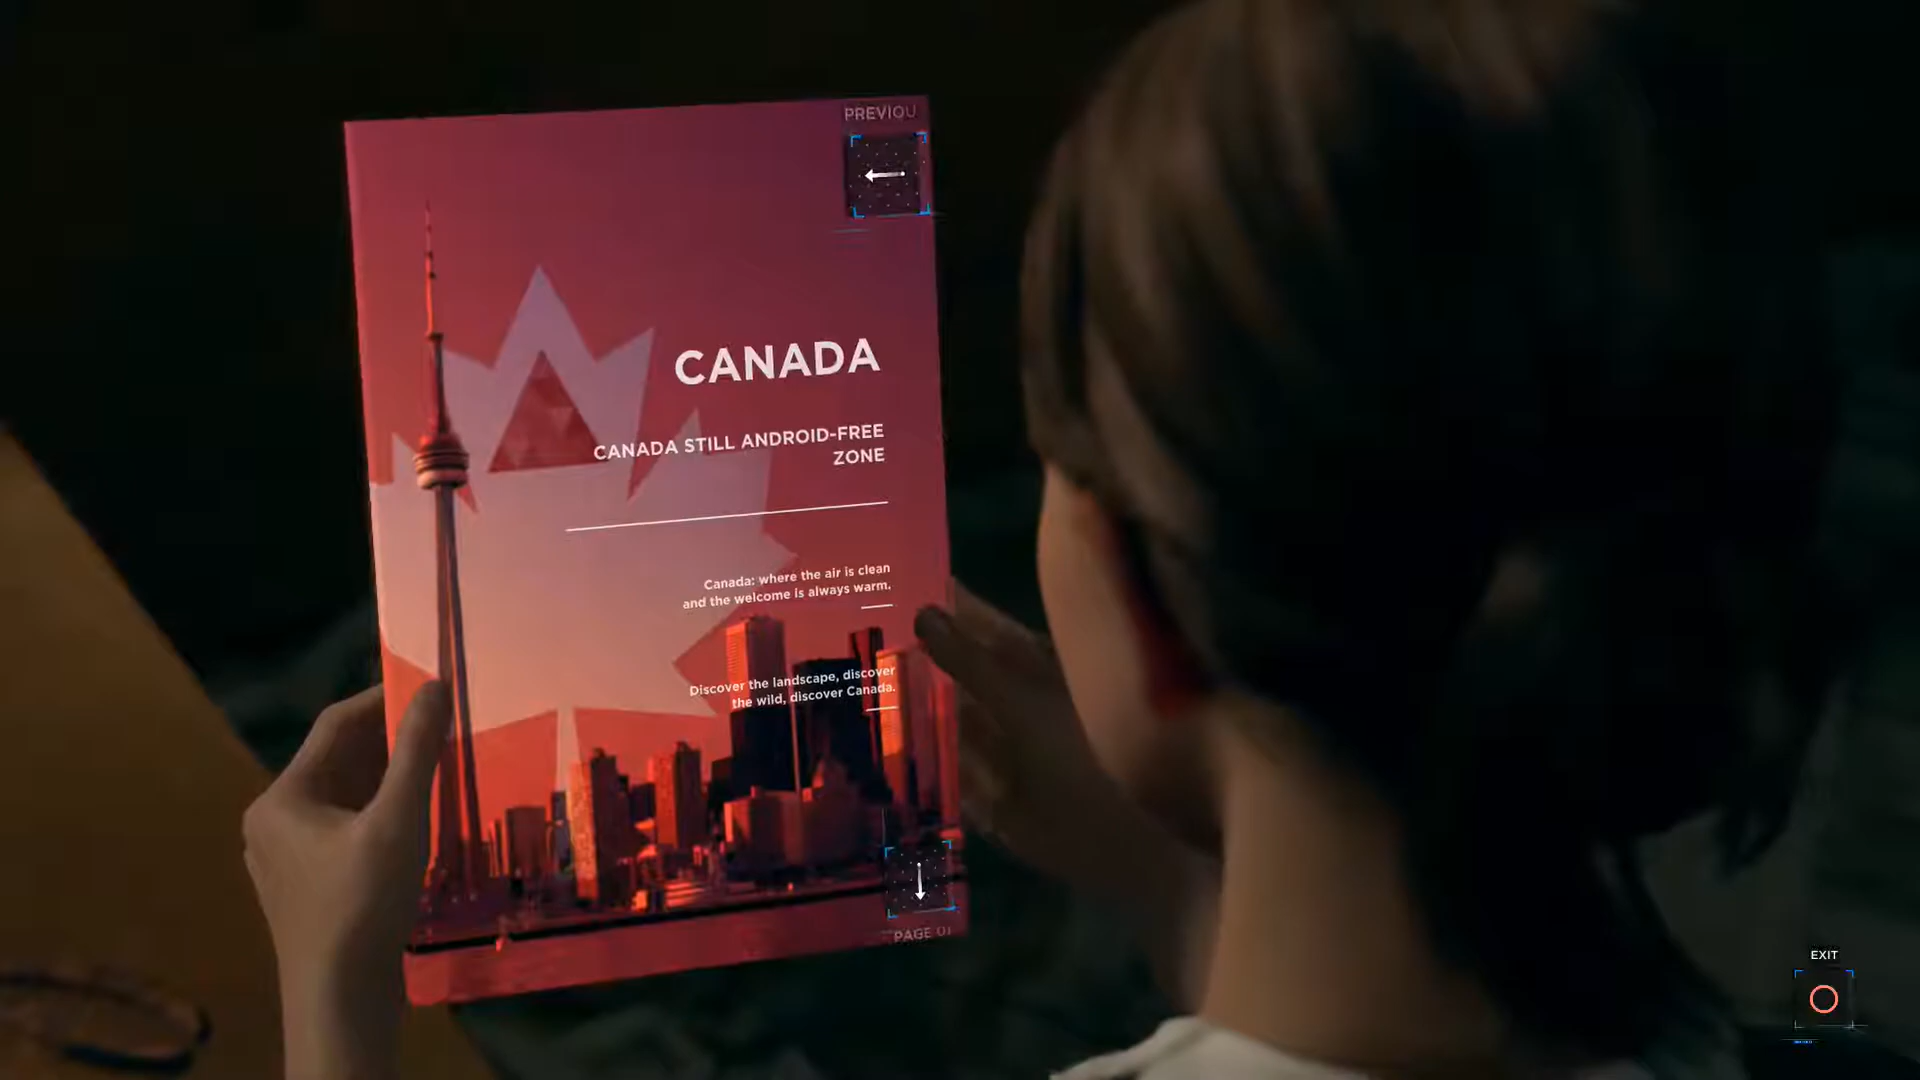 PREVIOU
CANADA
CANADA STILL ANDROID-FREE
ZONE
Canada: where the air is clean
and the welcome is always warm.
Discover the landscape, discover
the wild, discover Canada.
PAGE 01
EXIT